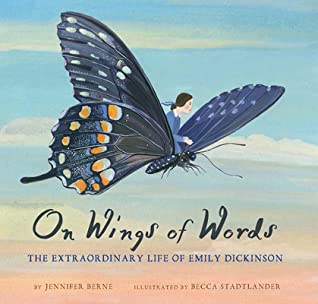 On Wings of Words
THE EXTRAORDINARY LIFE OF EMILY DICKINSON
BY JENNIFER BERNE ILLUSTRATED BY BECCA STADTLANDER